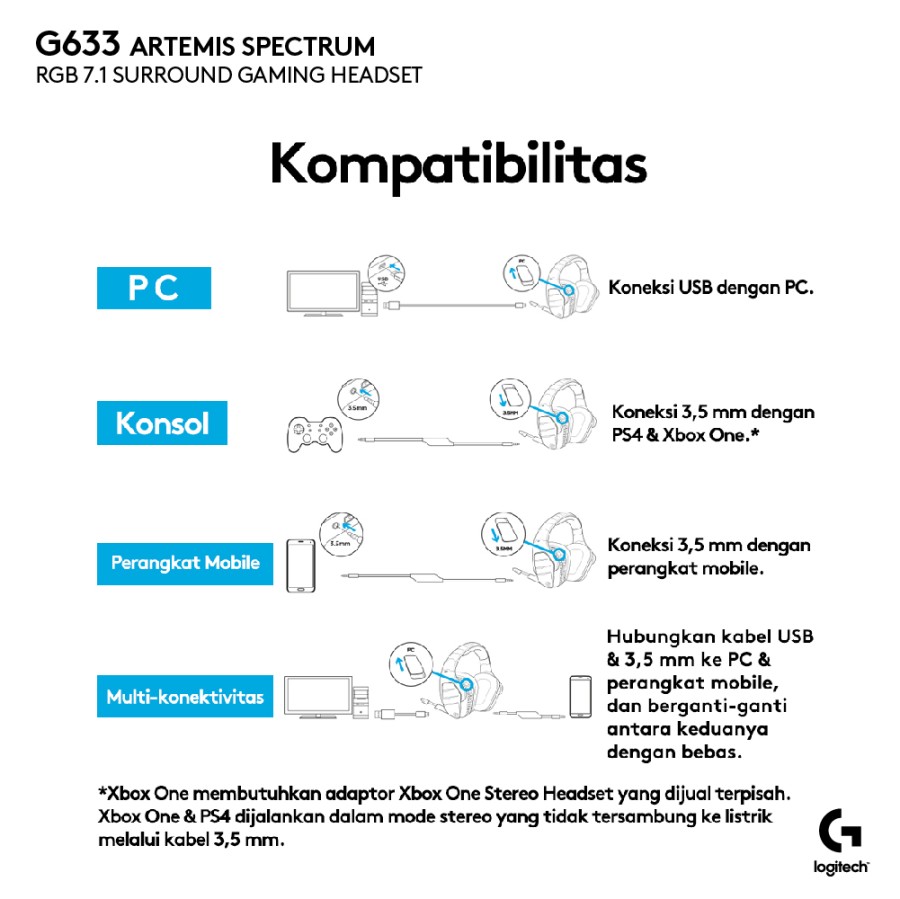 G633 ARTEMIS SPECTRUM
RGB 7.1 SURROUND GAMING HEADSET
Kompatibilitas
PC
USB
PC
Koneksi USB dengan PC.
Konsol
3.5mm
3.5MM
Koneksi 3,5 mm dengan
PS4 & Xbox One.*
Perangkat Mobile
3.5mm
3.5MM
Koneksi 3,5 mm dengan
perangkat mobile.
Multi-konektivitas
PC
Hubungkan kabel USB
& 3,5 mm ke PC &
perangkat mobile,
dan berganti-ganti
antara keduanya
dengan bebas.
*Xbox One membutuhkan adaptor Xbox One Stereo Headset yang dijual terpisah.
Xbox One & PS4 dijalankan dalam mode stereo yang tidak tersambung ke listrik
melalui kabel 3,5 mm.
logitech